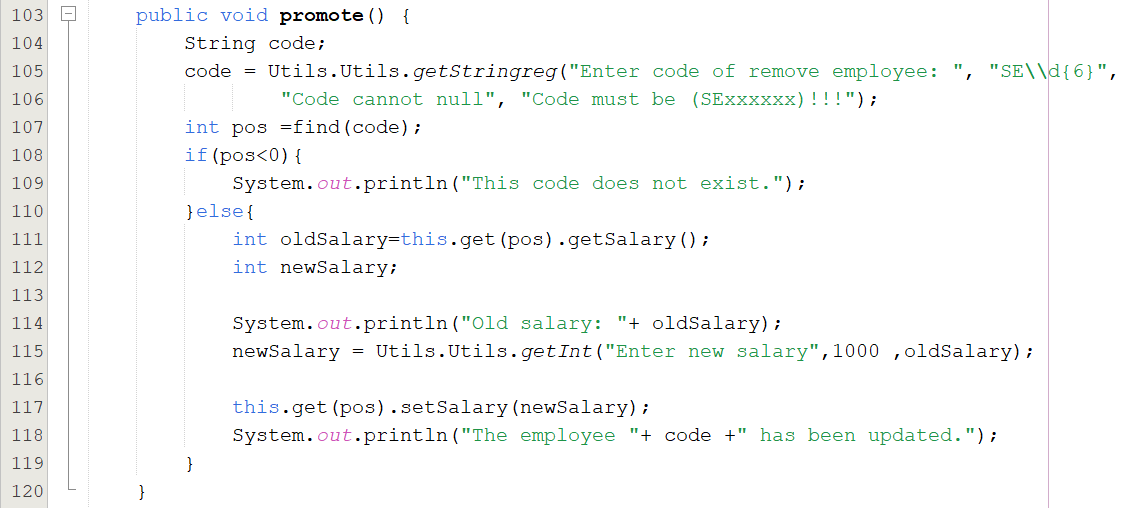 103 public void promote() {
104 String code;
105 code = Utils.Utils.getStringreg("Enter code of remove employee: ", "SE\\d{6}",
106 "Code cannot null", "Code must be (SExxxxxx)!!!");
107 int pos =find(code);
108 if(pos<0){
109 System.out.println("This code does not exist.");
110 }else{
111 int oldSalary=this.get(pos).getSalary();
112 int newSalary;
113
114 System.out.println("Old salary: "+ oldSalary);
115 newSalary = Utils.Utils.getInt("Enter new salary",1000 ,oldSalary);
116
117 this.get(pos).setSalary(newSalary);
118 System.out.println("The employee "+ code +" has been updated.");
119 }
120 }